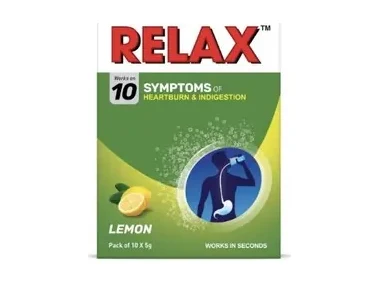 RELAX™
Works on
10 SYMPTOMS OF
HEARTBURN & INDIGESTION
LEMON
Pack of 10 X 5g
WORKS IN SECONDS